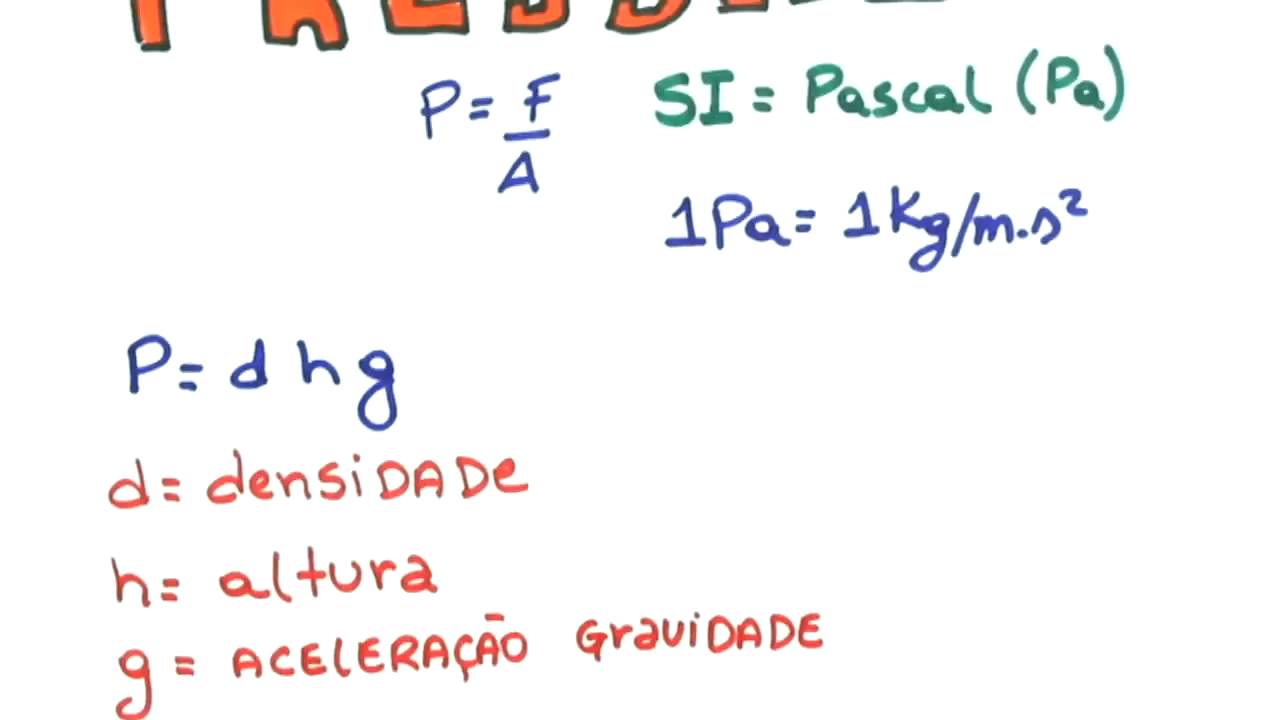 P = F/A SI = Pascal (Pa)
1Pa = 1Kg/m.s²
P = d h g
d = densiDADe
h = altura
g = ACELERAÇÃO GraviDADE